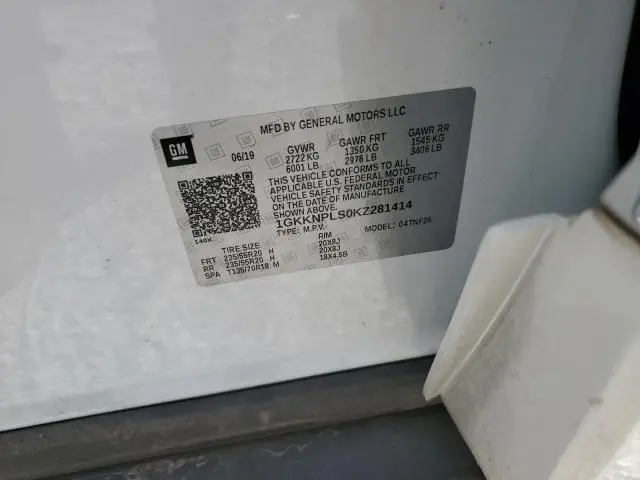 MFD BY GENERAL MOTORS LLC
GM
06/19
GVWR GAWR FRT GAWR RR
2722 KG 1350 KG 1545 KG
6001 LB 2976 LB 3406 LB
THIS VEHICLE CONFORMS TO ALL
APPLICABLE U.S. FEDERAL MOTOR
VEHICLE SAFETY STANDARDS IN
EFFECT ON THE DATE OF MANUFACTURE
SHOWN ABOVE.
1GKKNPLS0KZ281414
140X TYPE: M.P.V. MODEL: 04TNF26
TIRE SIZE RIM
FRT 235/55R20 H 20X8J
RR 235/55R20 H 20X8J
SPA T135/70R18 M 18X4.5B